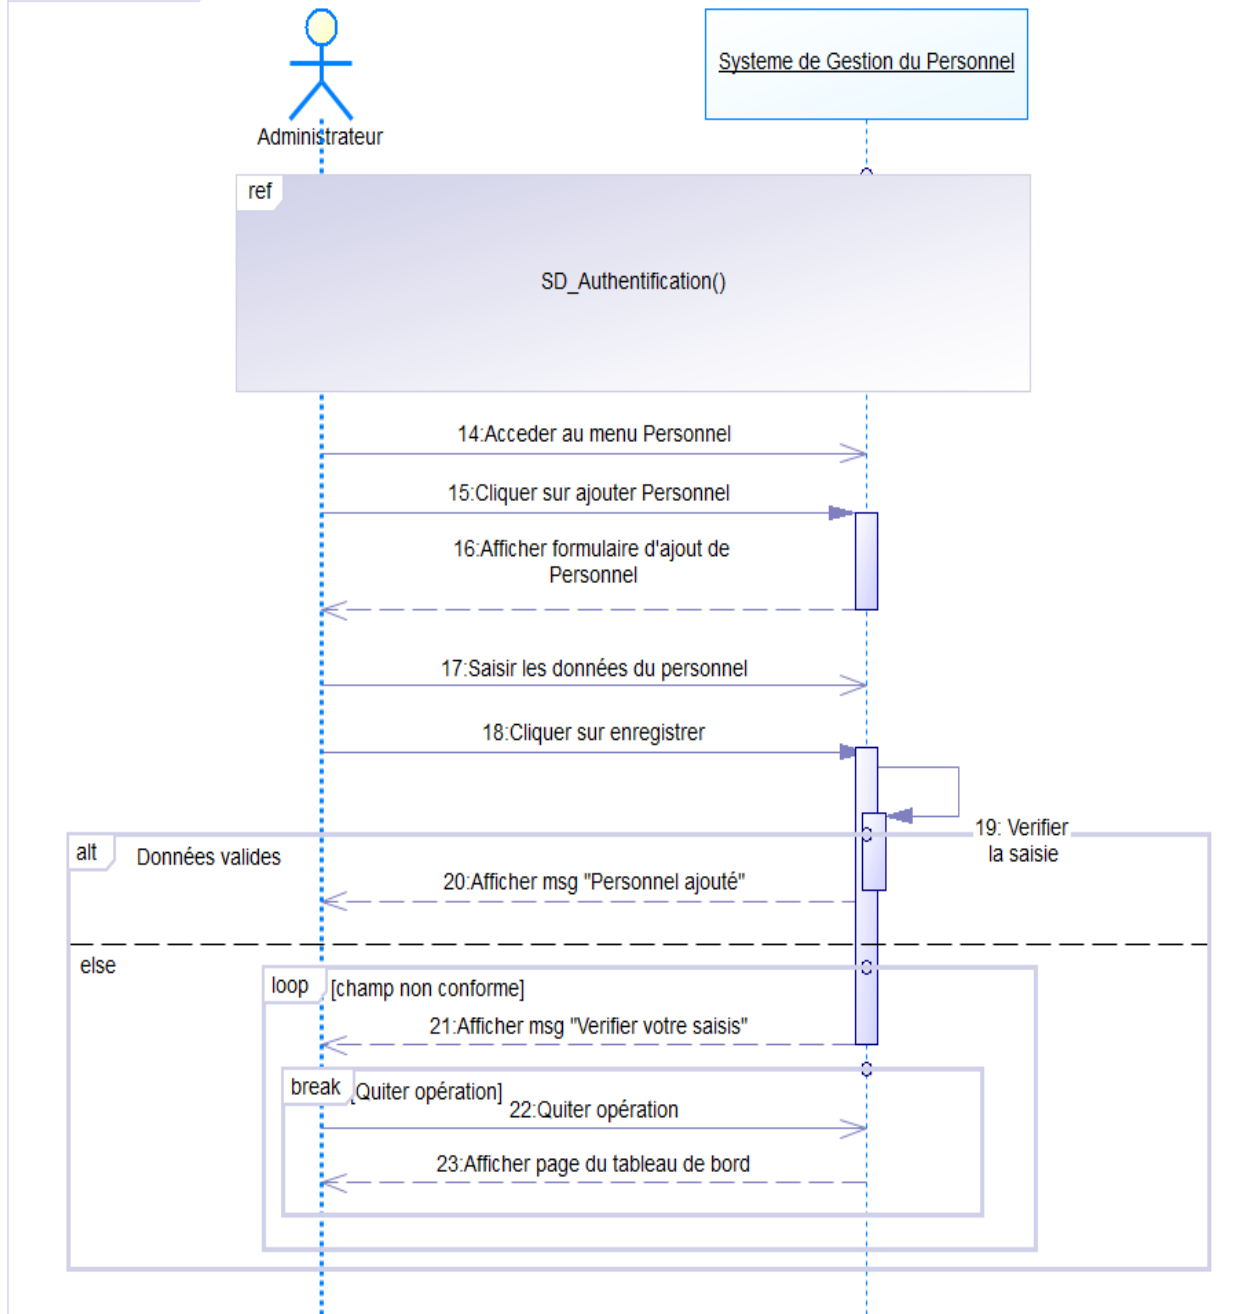 Systeme de Gestion du Personnel
Administrateur
ref
SD_Authentification()
14:Acceder au menu Personnel
15:Cliquer sur ajouter Personnel
16:Afficher formulaire d'ajout de
Personnel
17:Saisir les données du personnel
18:Cliquer sur enregistrer
19: Verifier
la saisie
alt
Données valides
20:Afficher msg "Personnel ajouté"
else
loop
[champ non conforme]
21:Afficher msg "Verifier votre saisis"
break
[Quiter opération]
22:Quiter opération
23:Afficher page du tableau de bord